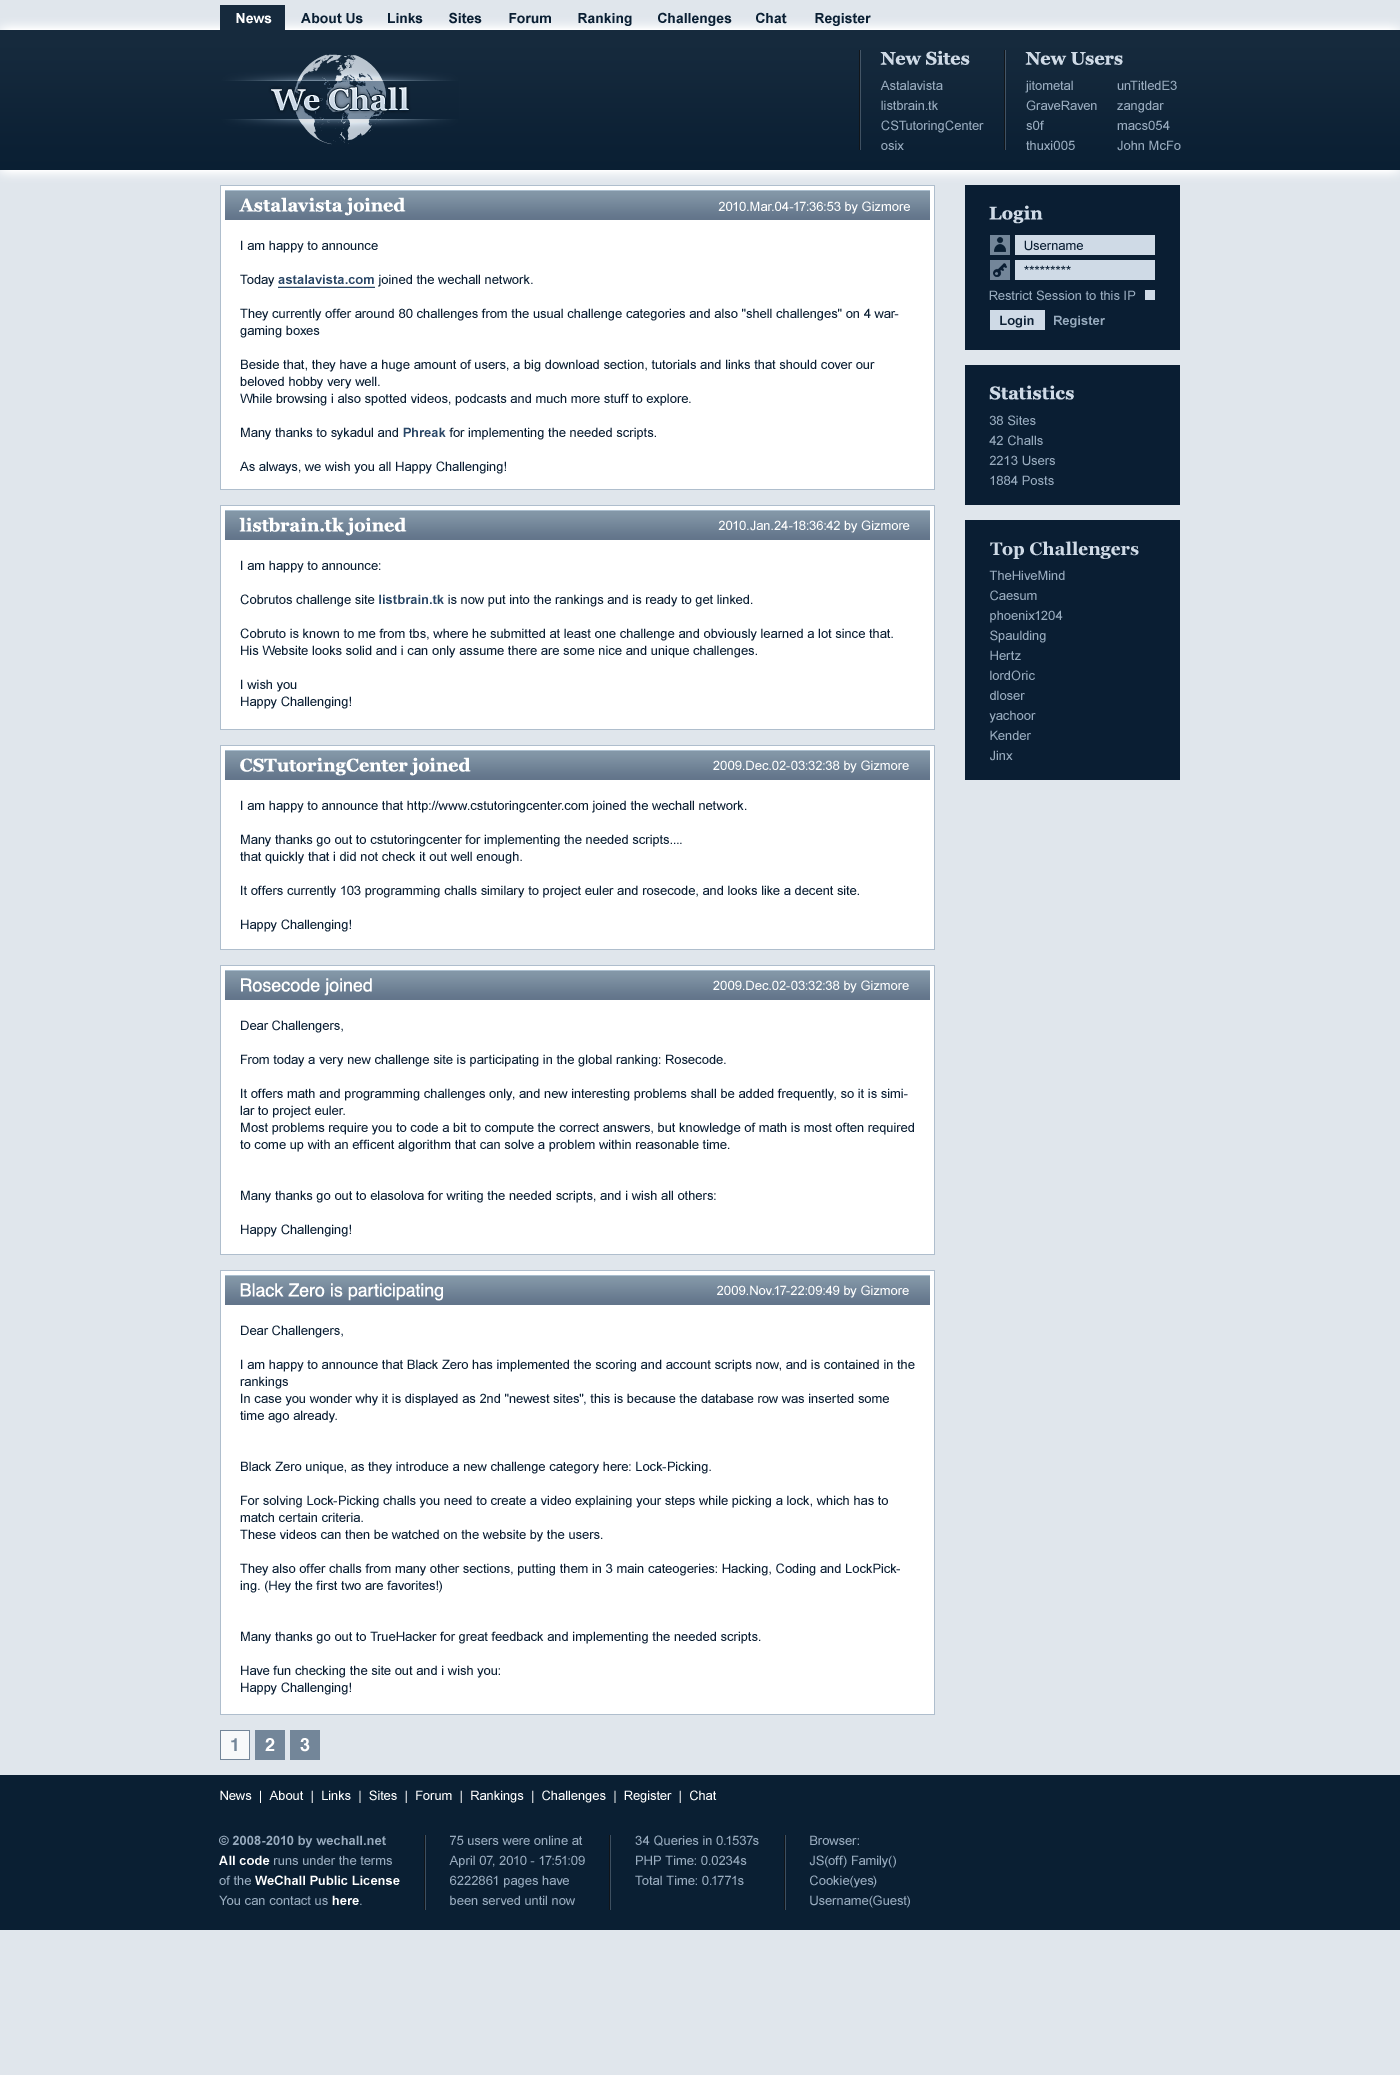 News About Us Links Sites Forum Ranking Challenges Chat Register
We Chall
New Sites
Astalavista
listbrain.tk
CSTutoringCenter
osix
New Users
jitometal unTitledE3
GraveRaven zangdar
s0f macs054
thuxi005 John McFo
Astalavista joined 2010.Mar.04-17:36:53 by Gizmore
I am happy to announce
Today astalavista.com joined the wechall network.
They currently offer around 80 challenges from the usual challenge categories and also "shell challenges" on 4 war-
gaming boxes
Beside that, they have a huge amount of users, a big download section, tutorials and links that should cover our
beloved hobby very well.
While browsing i also spotted videos, podcasts and much more stuff to explore.
Many thanks to sykadul and Phreak for implementing the needed scripts.
As always, we wish you all Happy Challenging!
listbrain.tk joined 2010.Jan.24-18:36:42 by Gizmore
I am happy to announce:
Cobrutos challenge site listbrain.tk is now put into the rankings and is ready to get linked.
Cobruto is known to me from tbs, where he submitted at least one challenge and obviously learned a lot since that.
His Website looks solid and i can only assume there are some nice and unique challenges.
I wish you
Happy Challenging!
CSTutoringCenter joined 2009.Dec.02-03:32:38 by Gizmore
I am happy to announce that http://www.cstutoringcenter.com joined the wechall network.
Many thanks go out to cstutoringcenter for implementing the needed scripts....
that quickly that i did not check it out well enough.
It offers currently 103 programming challs similary to project euler and rosecode, and looks like a decent site.
Happy Challenging!
Rosecode joined 2009.Dec.02-03:32:38 by Gizmore
Dear Challengers,
From today a very new challenge site is participating in the global ranking: Rosecode.
It offers math and programming challenges only, and new interesting problems shall be added frequently, so it is simi-
lar to project euler.
Most problems require you to code a bit to compute the correct answers, but knowledge of math is most often required
to come up with an efficent algorithm that can solve a problem within reasonable time.
Many thanks go out to elasolova for writing the needed scripts, and i wish all others:
Happy Challenging!
Black Zero is participating 2009.Nov.17-22:09:49 by Gizmore
Dear Challengers,
I am happy to announce that Black Zero has implemented the scoring and account scripts now, and is contained in the
rankings
In case you wonder why it is displayed as 2nd "newest sites", this is because the database row was inserted some
time ago already.
Black Zero unique, as they introduce a new challenge category here: Lock-Picking.
For solving Lock-Picking challs you need to create a video explaining your steps while picking a lock, which has to
match certain criteria.
These videos can then be watched on the website by the users.
They also offer challs from many other sections, putting them in 3 main cateogeries: Hacking, Coding and LockPick-
ing. (Hey the first two are favorites!)
Many thanks go out to TrueHacker for great feedback and implementing the needed scripts.
Have fun checking the site out and i wish you:
Happy Challenging!
1 2 3
Login
Username
*********
Restrict Session to this IP
Login Register
Statistics
38 Sites
42 Challs
2213 Users
1884 Posts
Top Challengers
TheHiveMind
Caesum
phoenix1204
Spaulding
Hertz
lordOric
dloser
yachoor
Kender
Jinx
News | About | Links | Sites | Forum | Rankings | Challenges | Register | Chat
© 2008-2010 by wechall.net
All code runs under the terms
of the WeChall Public License
You can contact us here.
75 users were online at
April 07, 2010 - 17:51:09
6222861 pages have
been served until now
34 Queries in 0.1537s
PHP Time: 0.0234s
Total Time: 0.1771s
Browser:
JS(off) Family()
Cookie(yes)
Username(Guest)